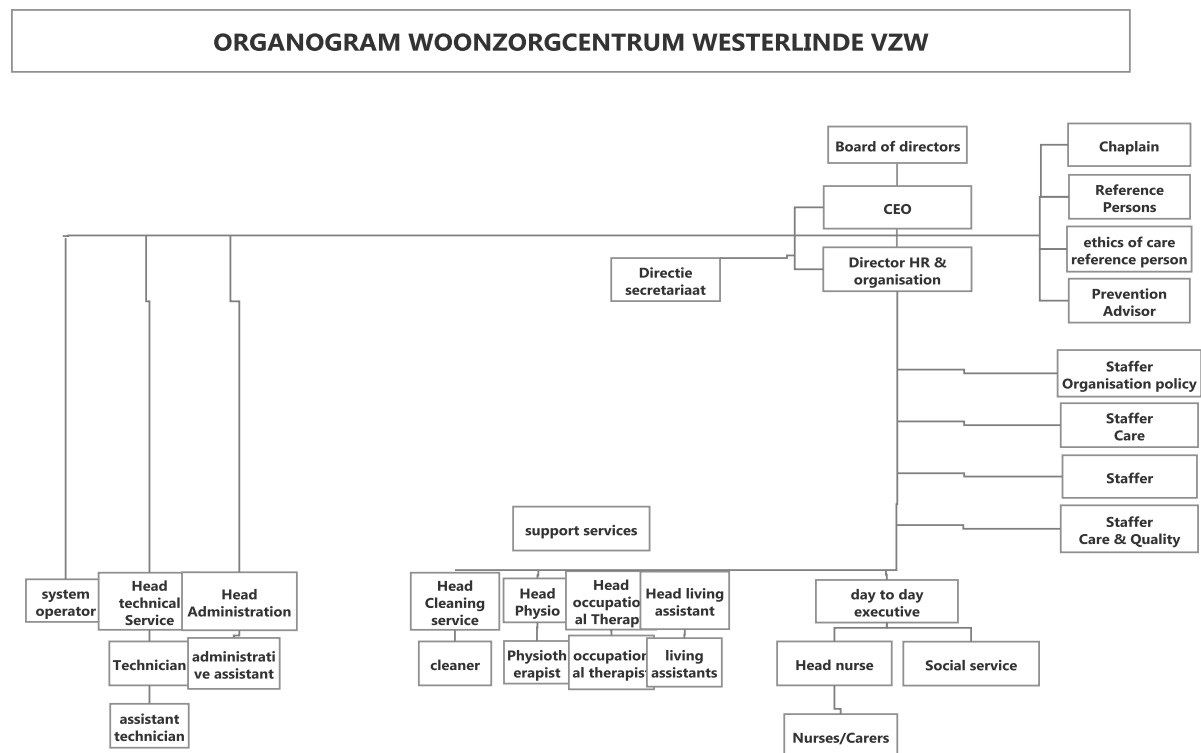 ORGANOGRAM WOONZORGCENTRUM WESTERLINDE VZW
Board of directors
Chaplain
CEO
Reference
Persons
ethics of care
reference person
Directie
secretariaat
Director HR &
organisation
Prevention
Advisor
Staffer
Organisation policy
Staffer
Care
Staffer
Staffer
Care & Quality
support services
system
operator
Head
technical
Service
Head
Administration
Head
Cleaning
service
Head
Physio
Head
occupatio
al Therap
Head living
assistant
day to day
executive
Technician
administrati
ve assistant
cleaner
Physioth
erapist
occupation
al therapist
living
assistants
Head nurse
Social service
assistant
technician
Nurses/Carers